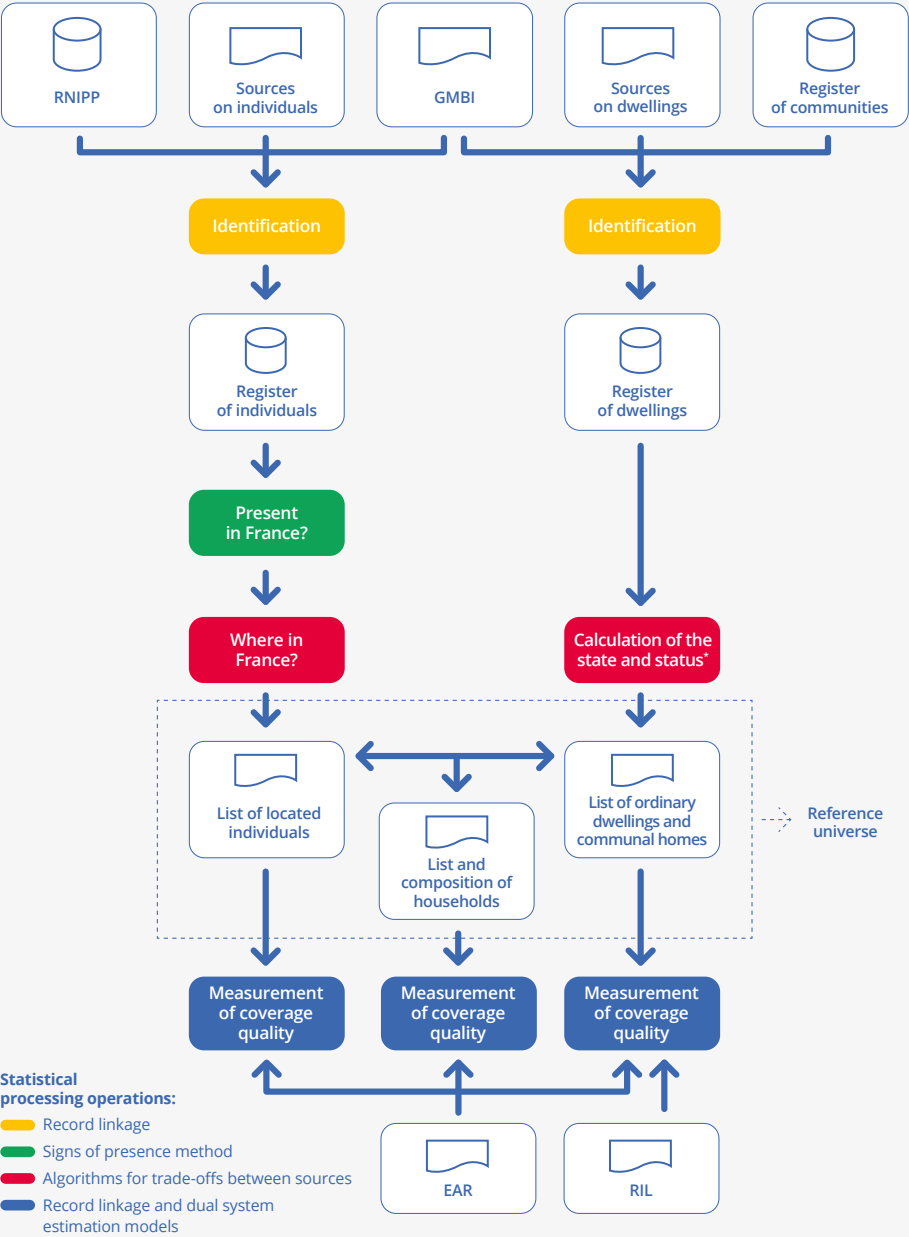 RNIPP
Sources
on individuals
GMBI
Sources
on dwellings
Register
of communities
Identification
Identification
Register
of individuals
Register
of dwellings
Present
in France?
Where in
France?
Calculation of the
state and status*
List of located
individuals
List and
composition of
households
List of ordinary
dwellings and
communal homes
Reference
universe
Measurement
of coverage
quality
Measurement
of coverage
quality
Measurement
of coverage
quality
EAR
RIL
Statistical
processing operations:
Record linkage
Signs of presence method
Algorithms for trade-offs between sources
Record linkage and dual system
estimation models